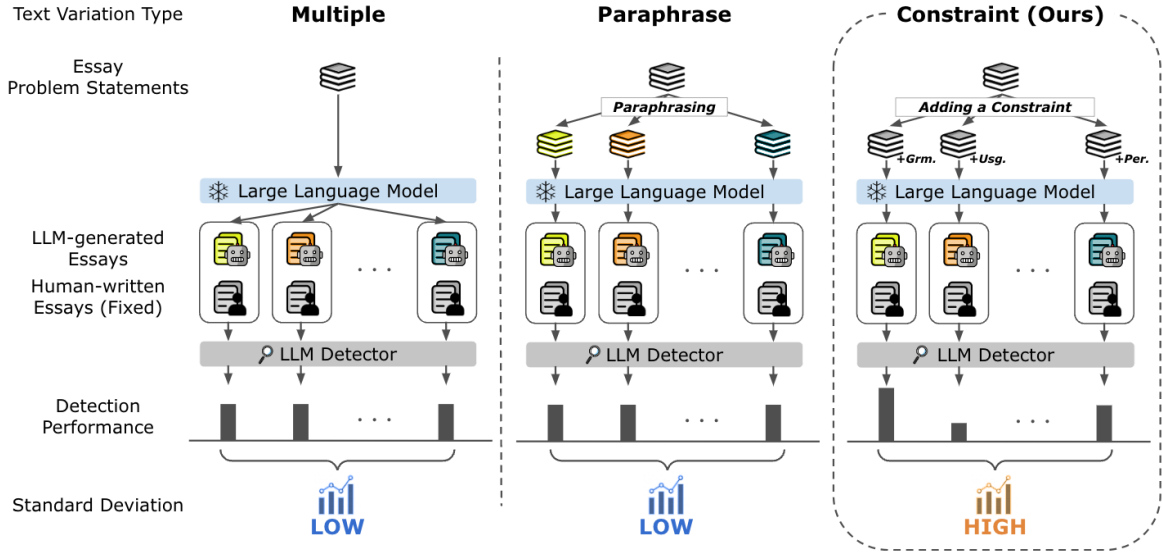 Text Variation Type
Multiple
Paraphrase
Constraint (Ours)
Essay
Problem Statements
Paraphrasing
Adding a Constraint
+Grm.
+Usg.
+Per.
Large Language Model
Large Language Model
Large Language Model
LLM-generated
Essays
. . .
. . .
. . .
Human-written
Essays (Fixed)
LLM Detector
LLM Detector
LLM Detector
Detection
Performance
. . .
. . .
. . .
Standard Deviation
LOW
LOW
HIGH